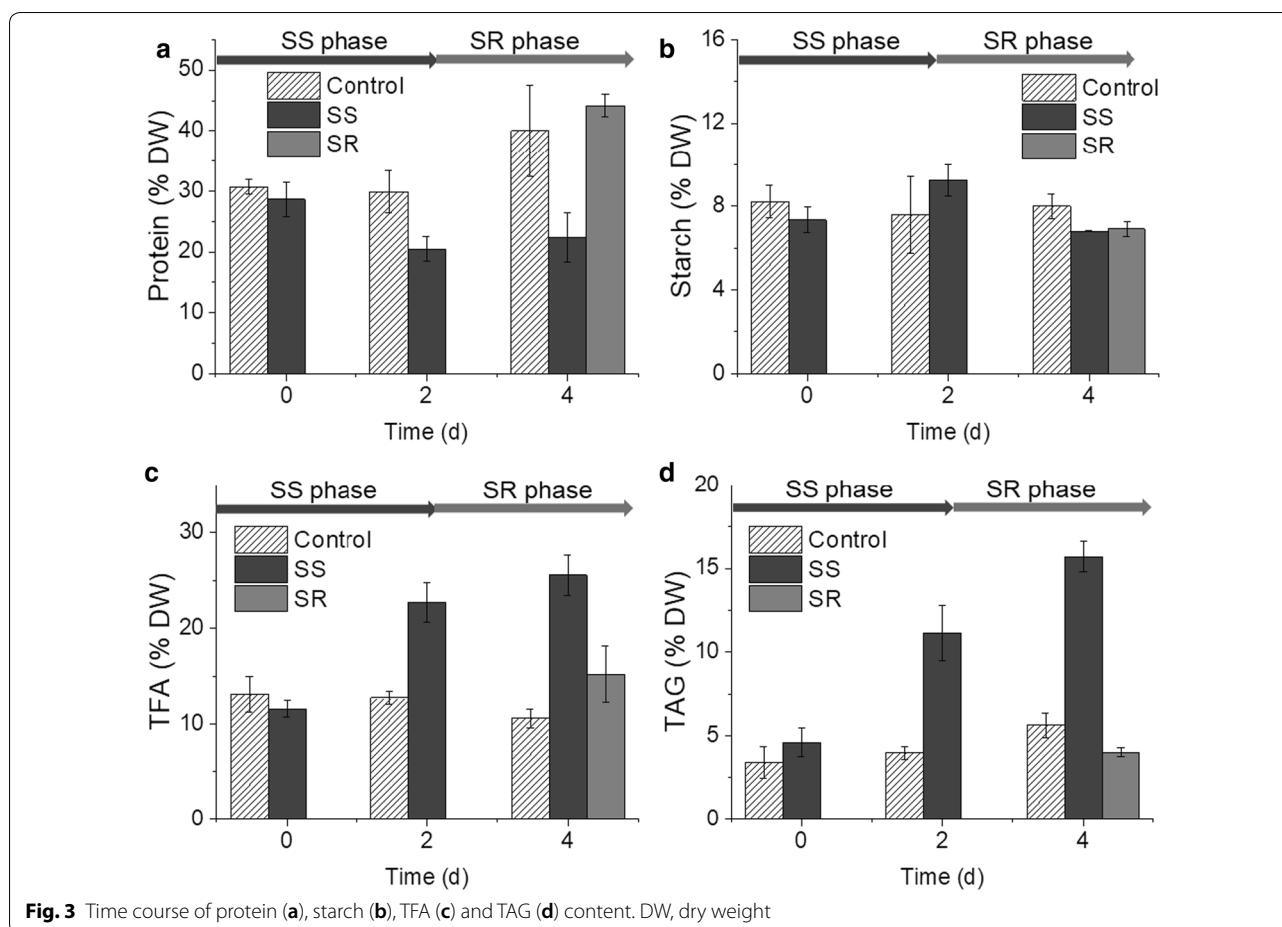 a
SS phase
SR phase
50
40
30
20
10
0
Protein (% DW)
Control
SS
SR
0
2
4
Time (d)
b
SS phase
SR phase
16
12
8
4
0
Starch (% DW)
Control
SS
SR
0
2
4
Time (d)
c
SS phase
SR phase
30
20
10
0
TFA (% DW)
Control
SS
SR
0
2
4
Time (d)
d
SS phase
SR phase
20
15
10
5
0
TAG (% DW)
Control
SS
SR
0
2
4
Time (d)
Fig. 3 Time course of protein (a), starch (b), TFA (c) and TAG (d) content. DW, dry weight